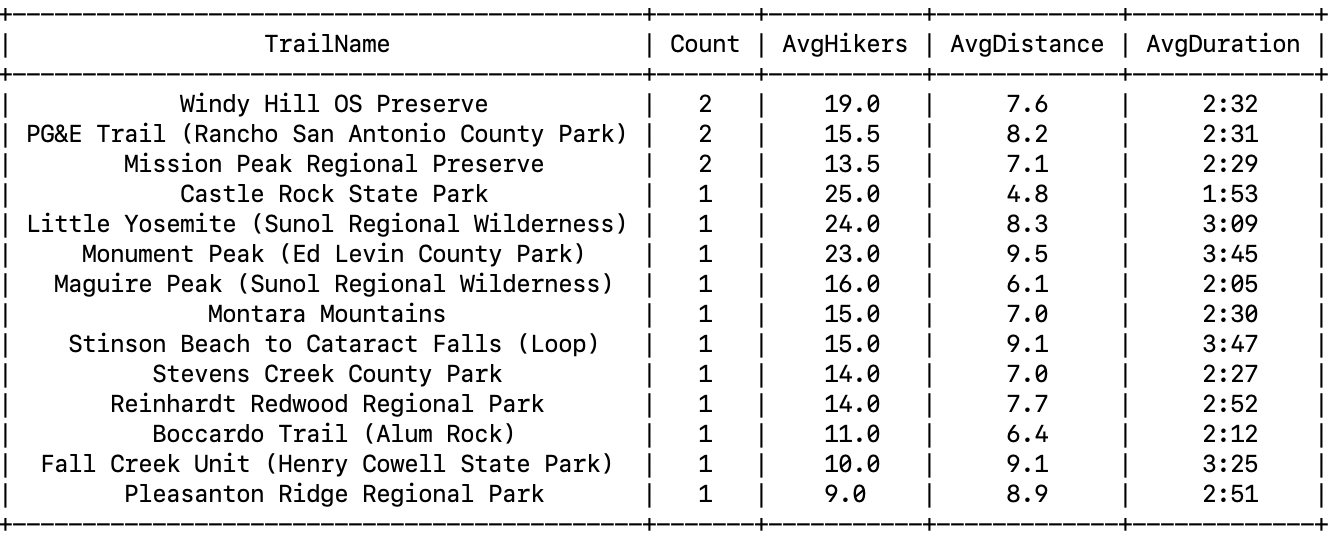 +----------------------------------------------+-------+------------+-------------+-------------+
|                  TrailName                   | Count | AvgHikers | AvgDistance | AvgDuration |
+----------------------------------------------+-------+------------+-------------+-------------+
|            Windy Hill OS Preserve            |   2   |    19.0    |     7.6     |     2:32    |
| PG&E Trail (Rancho San Antonio County Park) |   2   |    15.5    |     8.2     |     2:31    |
|        Mission Peak Regional Preserve        |   2   |    13.5    |     7.1     |     2:29    |
|            Castle Rock State Park            |   1   |    25.0    |     4.8     |     1:53    |
| Little Yosemite (Sunol Regional Wilderness) |   1   |    24.0    |     8.3     |     3:09    |
|     Monument Peak (Ed Levin County Park)     |   1   |    23.0    |     9.5     |     3:45    |
|   Maguire Peak (Sunol Regional Wilderness)   |   1   |    16.0    |     6.1     |     2:05    |
|              Montara Mountains               |   1   |    15.0    |     7.0     |     2:30    |
|    Stinson Beach to Cataract Falls (Loop)    |   1   |    15.0    |     9.1     |     3:47    |
|          Stevens Creek County Park           |   1   |    14.0    |     7.0     |     2:27    |
|       Reinhardt Redwood Regional Park        |   1   |    14.0    |     7.7     |     2:52    |
|          Boccardo Trail (Alum Rock)          |   1   |    11.0    |     6.4     |     2:12    |
|  Fall Creek Unit (Henry Cowell State Park)   |   1   |    10.0    |     9.1     |     3:25    |
|        Pleasanton Ridge Regional Park        |   1   |    9.0     |     8.9     |     2:51    |
+----------------------------------------------+-------+------------+-------------+-------------+